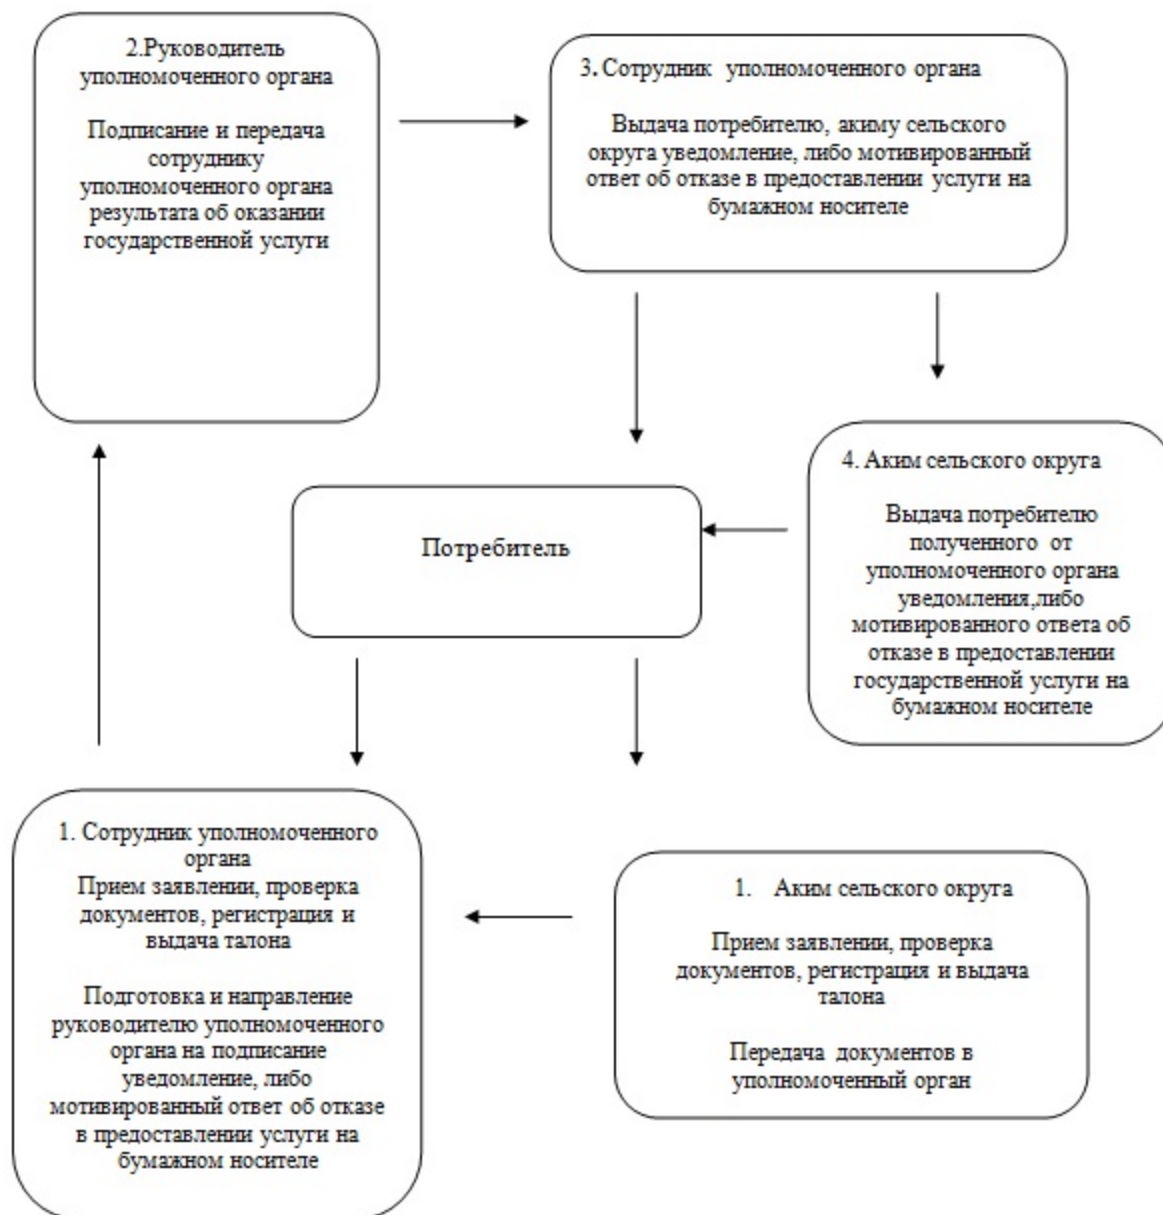 2.Руководитель
уполномоченного органа
Подписание и передача
сотруднику
уполномоченного органа
результата об оказании
государственной услуги
3. Сотрудник уполномоченного органа
Выдача потребителю, акиму сельского
округа уведомление, либо мотивированный
ответ об отказе в предоставлении услуги на
бумажном носителе
4. Аким сельского округа
Выдача потребителю
полученного от
уполномоченного органа
уведомления,либо
мотивированного ответа об
отказе в предоставлении
государственной услуги на
бумажном носителе
Потребитель
1. Сотрудник уполномоченного
органа
Прием заявлении, проверка
документов, регистрация и
выдача талона
Подготовка и направление
руководителю уполномоченного
органа на подписание
уведомление, либо
мотивированный ответ об отказе
в предоставлении услуги на
бумажном носителе
1. Аким сельского округа
Прием заявлении, проверка
документов, регистрация и выдача
талона
Передача документов в
уполномоченный орган